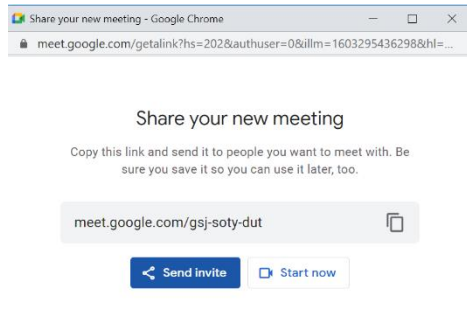 Share your new meeting - Google Chrome
meet.google.com/getalink?hs=202&authuser=0&illm=1603295436298&hl=...
Share your new meeting
Copy this link and send it to people you want to meet with. Be
sure you save it so you can use it later, too.
meet.google.com/gsj-soty-dut
Send invite
Start now